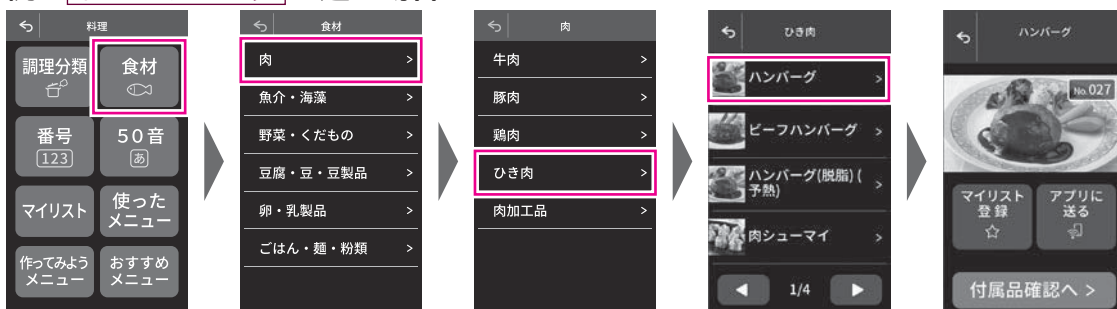 料理
調理分類
食材
番号
123
50音
あ
マイリスト
使った
メニュー
作ってみよう
メニュー
おすすめ
メニュー
食材
肉 >
魚介・海藻 >
野菜・くだもの >
豆腐・豆・豆製品 >
卵・乳製品 >
ごはん・麺・粉類 >
肉
牛肉 >
豚肉 >
鶏肉 >
ひき肉 >
肉加工品 >
ひき肉
ハンバーグ >
ビーフハンバーグ >
ハンバーグ(脱脂)(
予熱) >
肉シューマイ >
1/4
ハンバーグ
No.027
マイリスト
登録
アプリに
送る
付属品確認へ >